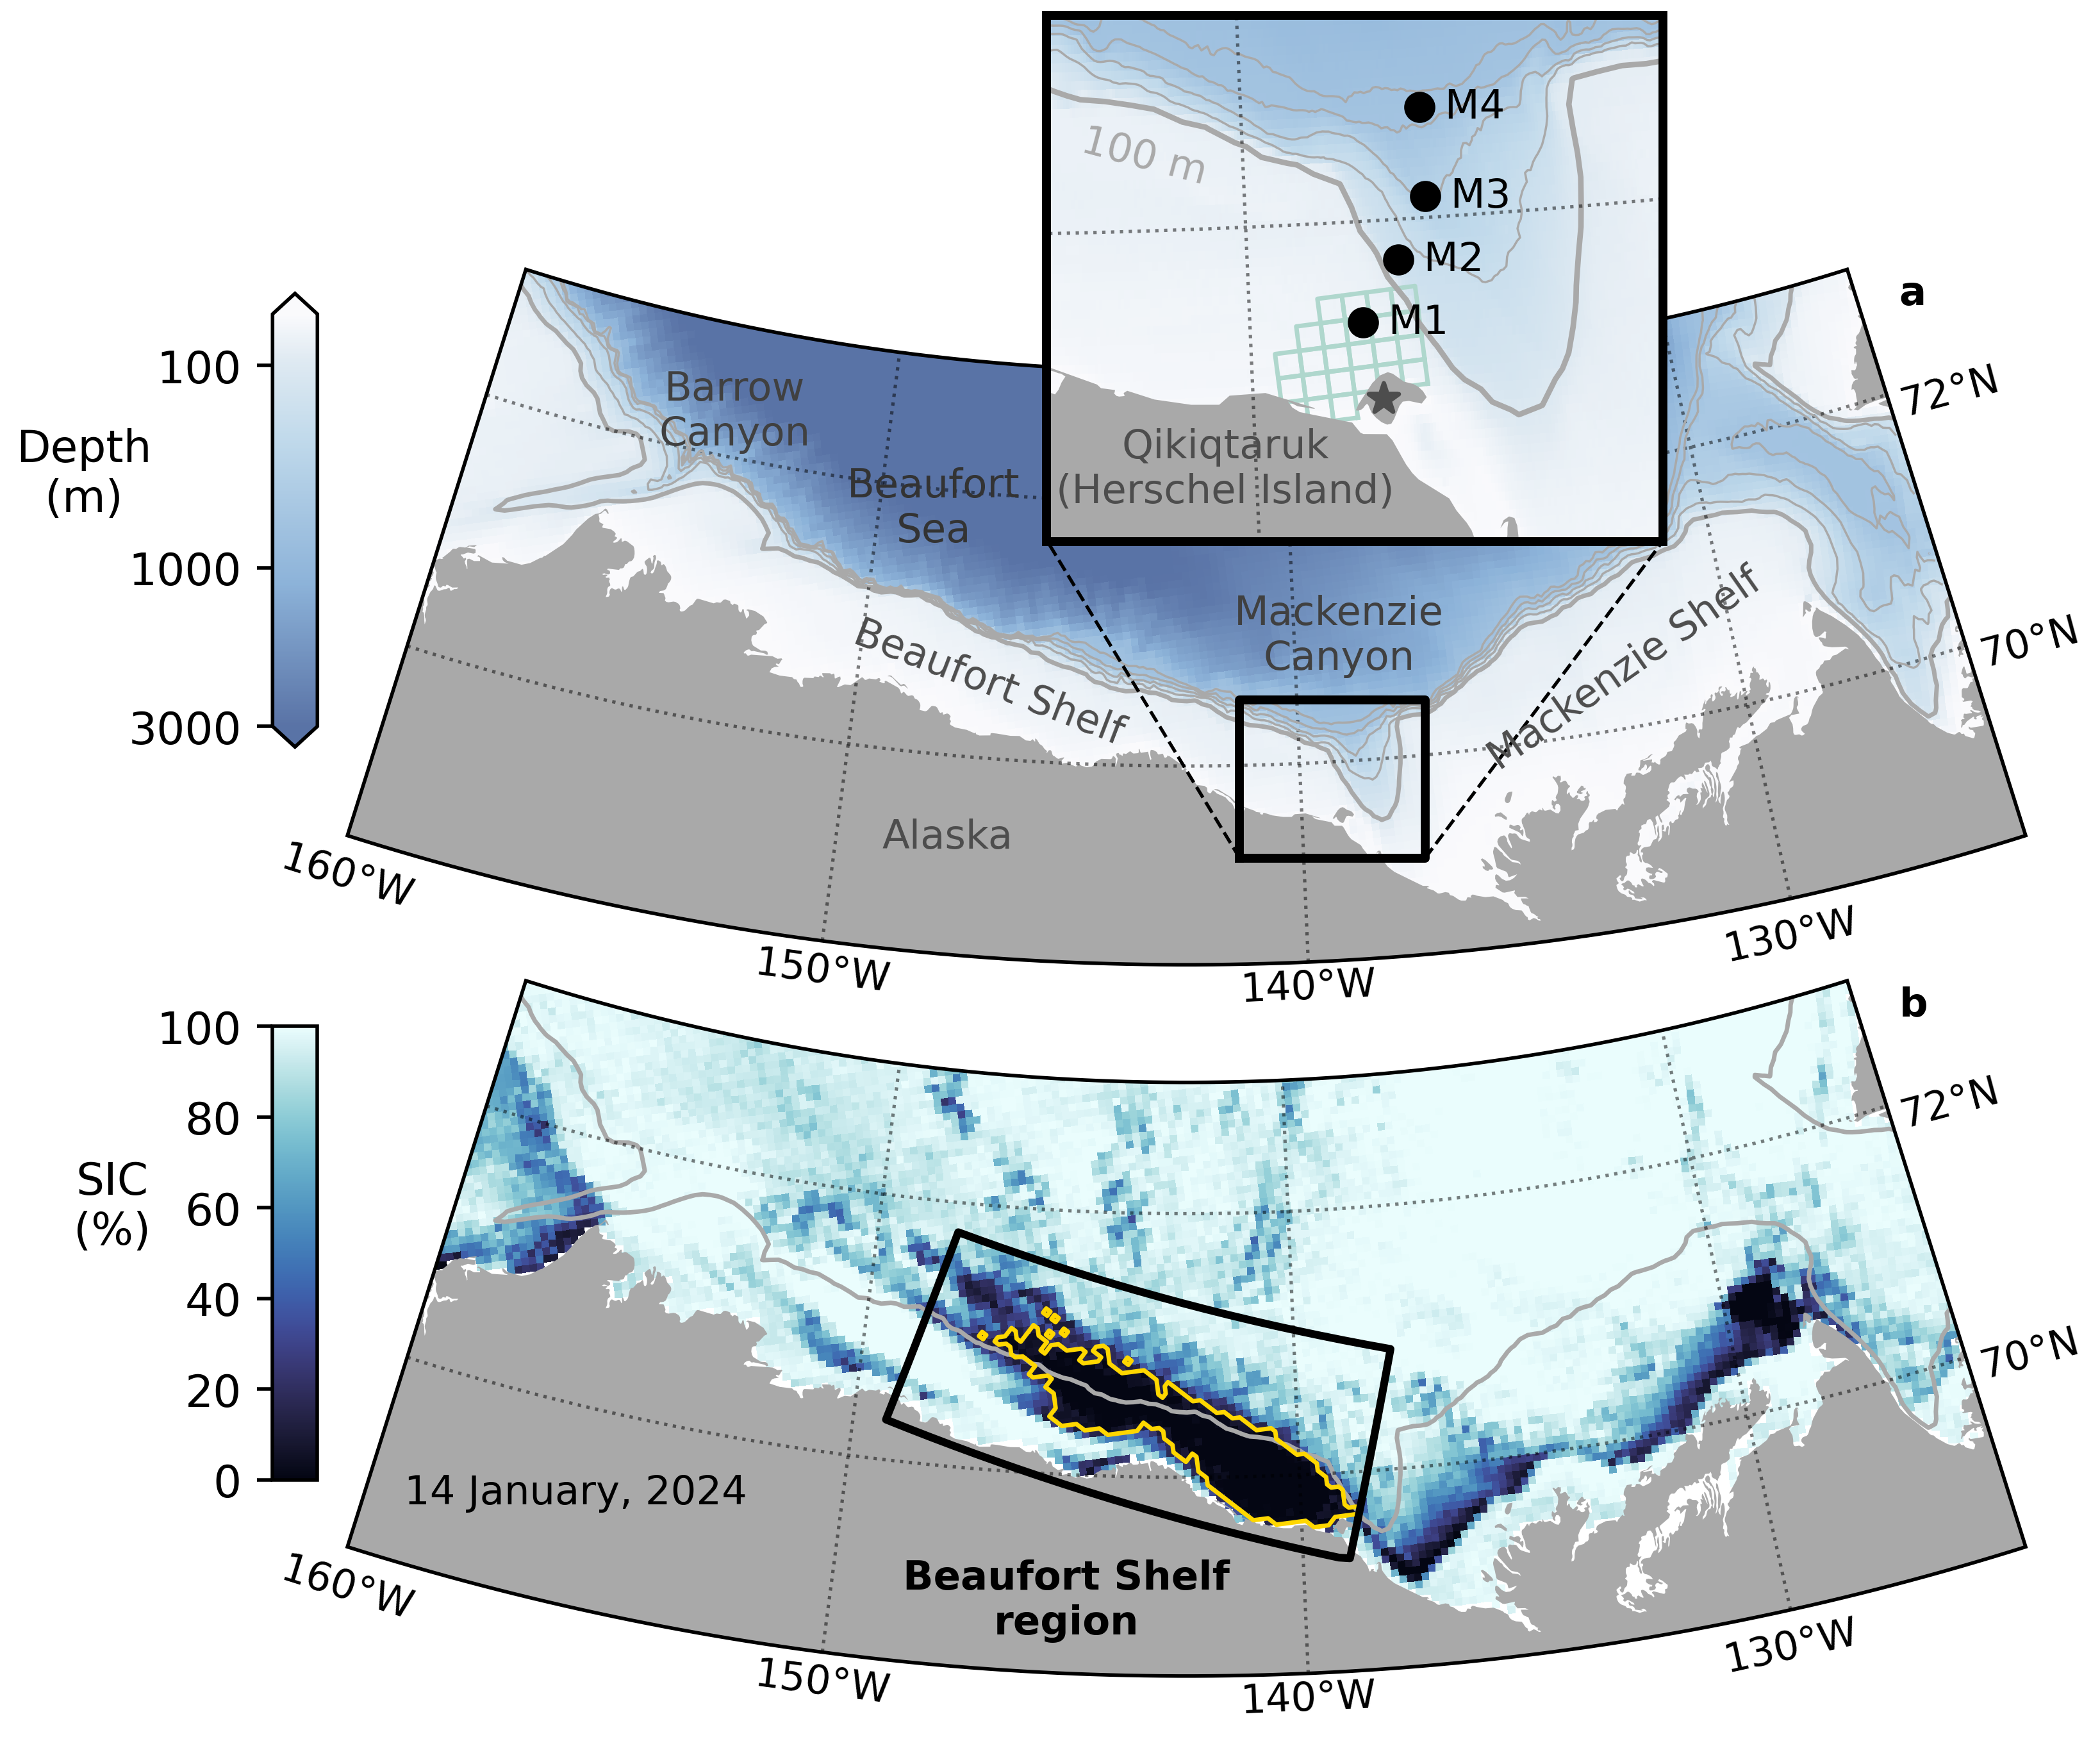 M4
100 m
M3
M2
M1
Qikiqtaruk
(Herschel Island)
a
100
Depth
(m)
1000
3000
Barrow
Canyon
Beaufort
Sea
Mackenzie
Canyon
Beaufort Shelf
Mackenzie Shelf
Alaska
72°N
70°N
160°W
150°W
140°W
130°W
b
100
80
60
40
20
0
SIC
(%)
14 January, 2024
Beaufort Shelf
region
72°N
70°N
160°W
150°W
140°W
130°W